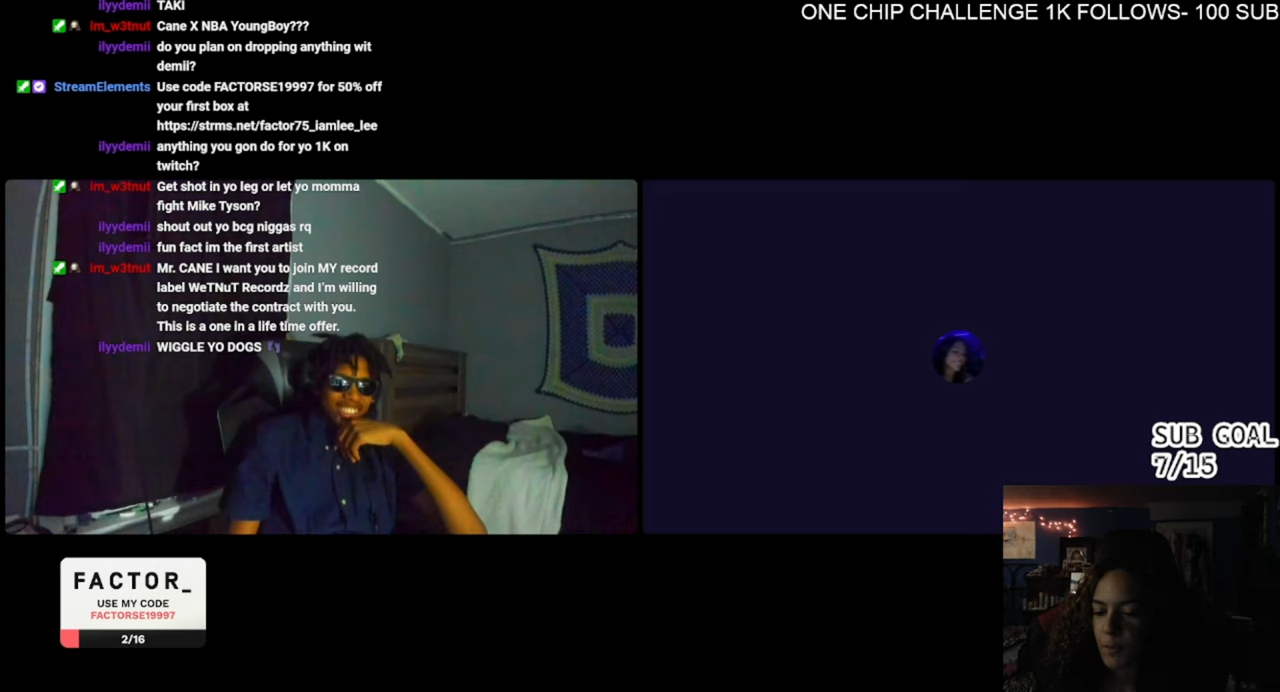 ilyydemii TAKI
ONE CHIP CHALLENGE 1K FOLLOWS- 100 SUB
im_w3tnut Cane X NBA YoungBoy???
ilyydemii do you plan on dropping anything wit
demii?
StreamElements Use code FACTORSE19997 for 50% off
your first box at
https://strms.net/factor75_iamlee_lee
ilyydemii anything you gon do for yo 1K on
twitch?
im_w3tnut Get shot in yo leg or let yo momma
fight Mike Tyson?
ilyydemii shout out yo bcg niggas rq
ilyydemii fun fact im the first artist
im_w3tnut Mr. CANE I want you to join MY record
label WeTNuT Recordz and I'm willing
to negotiate the contract with you.
This is a one in a life time offer.
ilyydemii WIGGLE YO DOGS
SUB GOAL
7/15
FACTOR_
USE MY CODE
FACTORSE19997
2/16